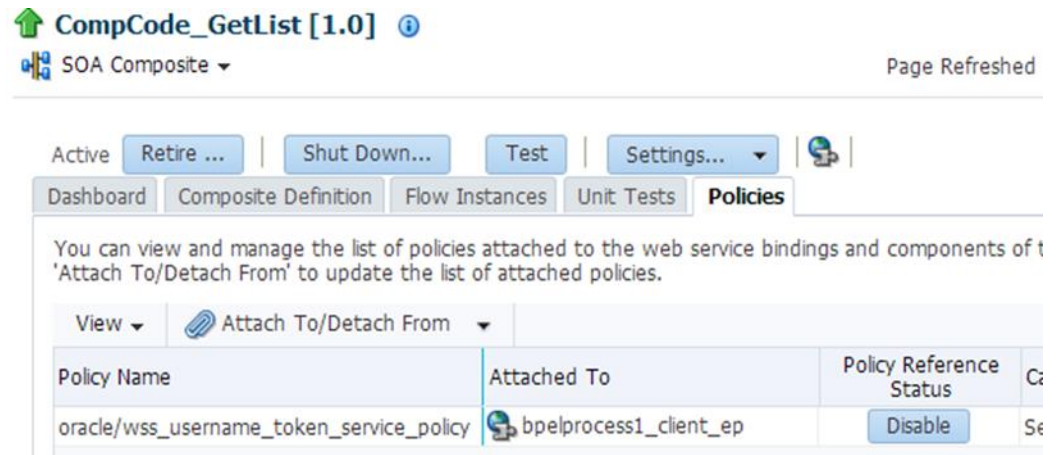 CompCode_GetList [1.0]
SOA Composite
Page Refreshed
Active Retire ... Shut Down... Test Settings...
Dashboard Composite Definition Flow Instances Unit Tests Policies
You can view and manage the list of policies attached to the web service bindings and components of t
'Attach To/Detach From' to update the list of attached policies.
View Attach To/Detach From
Policy Name Attached To Policy Reference Status Ca
oracle/wss_username_token_service_policy bpelprocess1_client_ep Disable Se